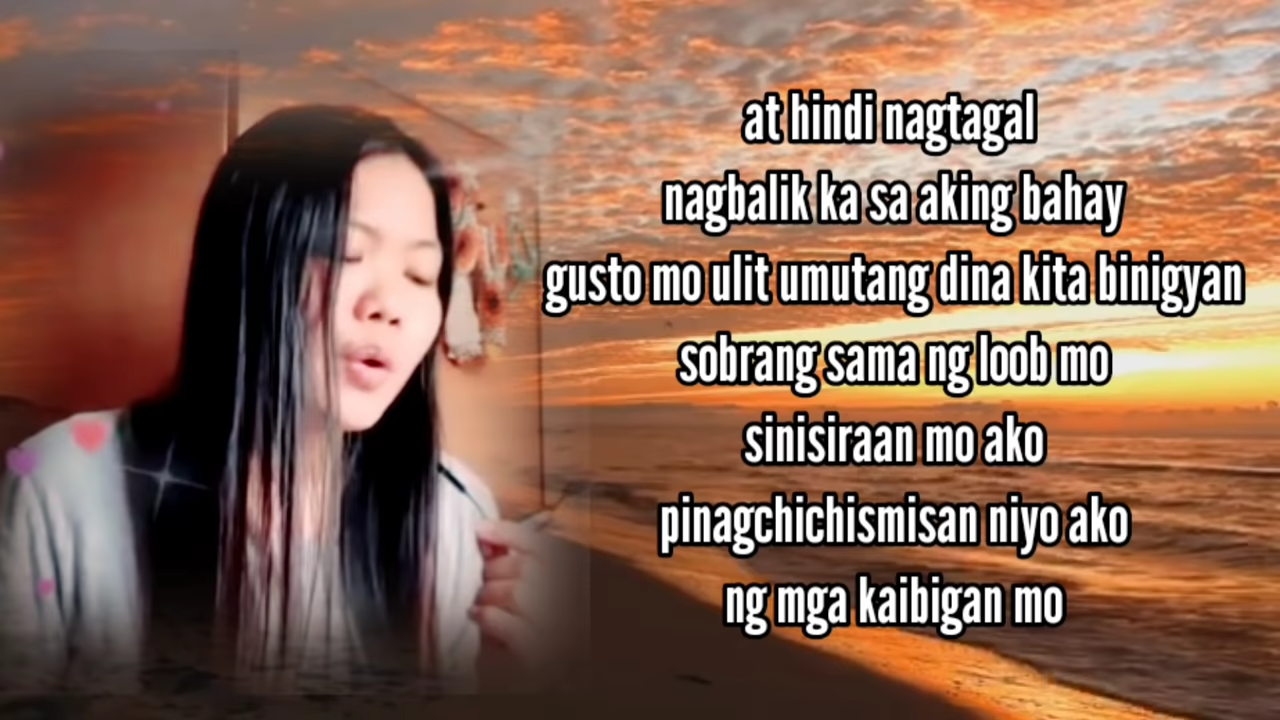 at hindi nagtagal
nagbalik ka sa aking bahay
gusto mo ulit umutang dina kita binigyan
sobrang sama ng loob mo
sinisiraan mo ako
pinagchichismisan niyo ako
ng mga kaibigan mo